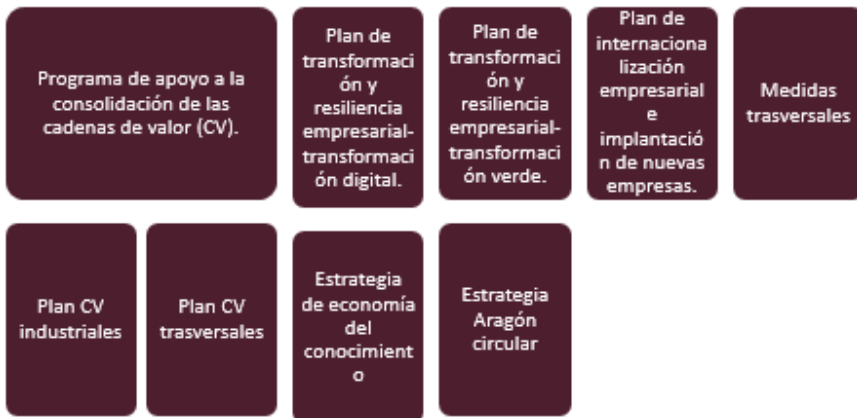 Programa de apoyo a la
consolidación de las
cadenas de valor (CV).
Plan de
transformaci
ón y
resiliencia
empresarial-
transformaci
ón digital.
Plan de
transformaci
ón y
resiliencia
empresarial-
transformaci
ón verde.
Plan de
internaciona
lización
empresarial
e
implantació
n de nuevas
empresas.
Medidas
trasversales
Plan CV
industriales
Plan CV
trasversales
Estrategia
de economía
del
conocimient
o
Estrategia
Aragón
circular